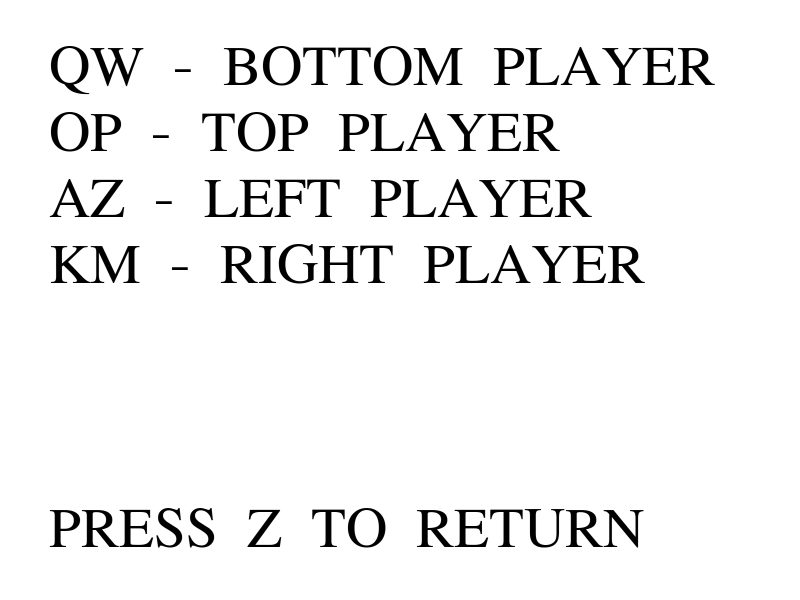 QW - BOTTOM PLAYER
OP - TOP PLAYER
AZ - LEFT PLAYER
KM - RIGHT PLAYER
PRESS Z TO RETURN